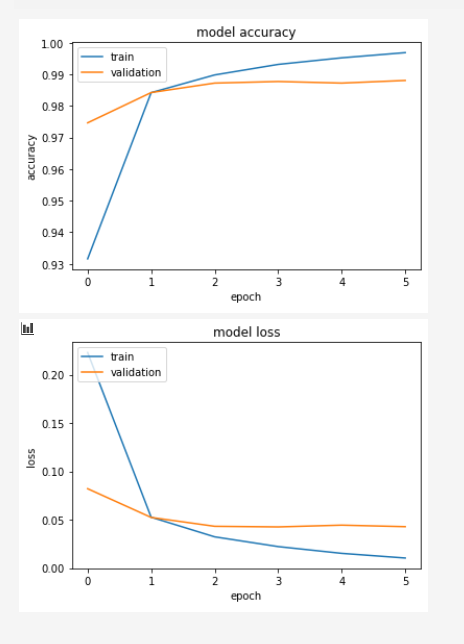 model accuracy
1.00
0.99
0.98
0.97
0.96
0.95
0.94
0.93
accuracy
train
validation
0 1 2 3 4 5
epoch
model loss
0.20
0.15
0.10
0.05
0.00
loss
train
validation
0 1 2 3 4 5
epoch